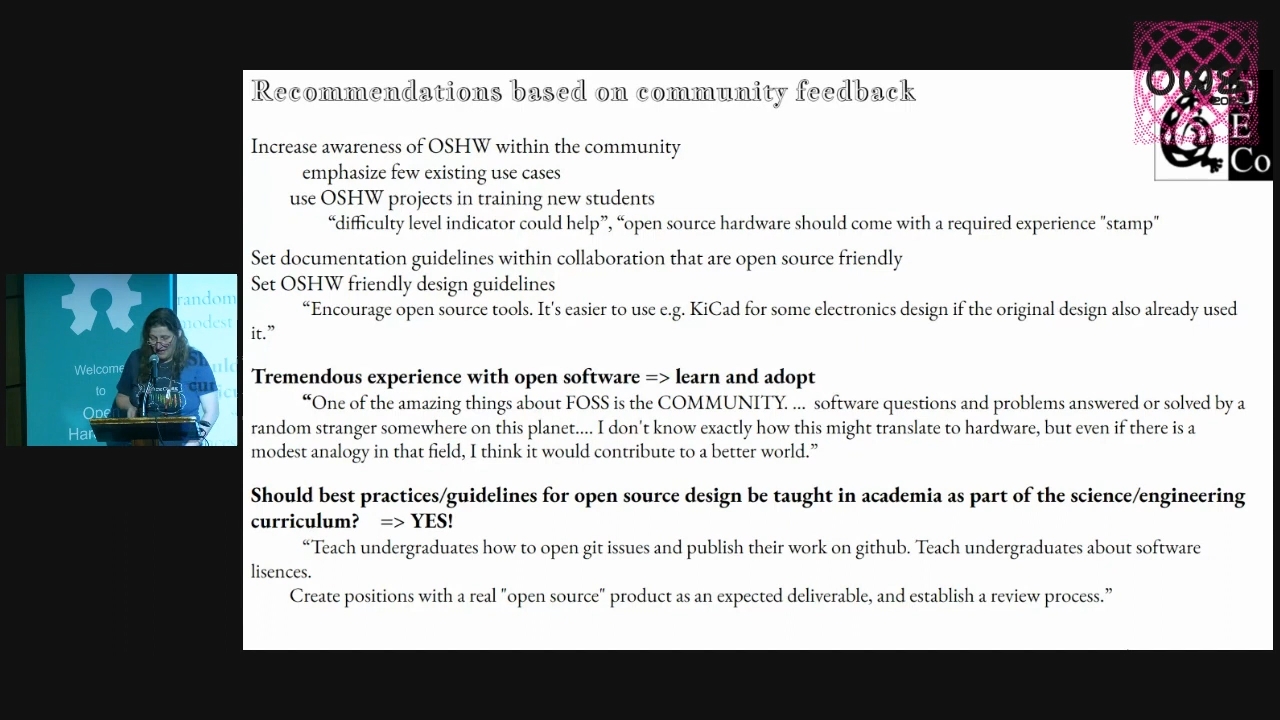 Recommendations based on community feedback
Increase awareness of OSHW within the community
emphasize few existing use cases
use OSHW projects in training new students
“difficulty level indicator could help”, “open source hardware should come with a required experience "stamp"
Set documentation guidelines within collaboration that are open source friendly
Set OSHW friendly design guidelines
“Encourage open source tools. It's easier to use e.g. KiCad for some electronics design if the original design also already used
it.”
Tremendous experience with open software => learn and adopt
“One of the amazing things about FOSS is the COMMUNITY. ... software questions and problems answered or solved by a
random stranger somewhere on this planet.... I don't know exactly how this might translate to hardware, but even if there is a
modest analogy in that field, I think it would contribute to a better world.”
Should best practices/guidelines for open source design be taught in academia as part of the science/engineering
curriculum? => YES!
“Teach undergraduates how to open git issues and publish their work on github. Teach undergraduates about software
lisences.
Create positions with a real "open source" product as an expected deliverable, and establish a review process.”
E
Co
random
modest
Welcome
to